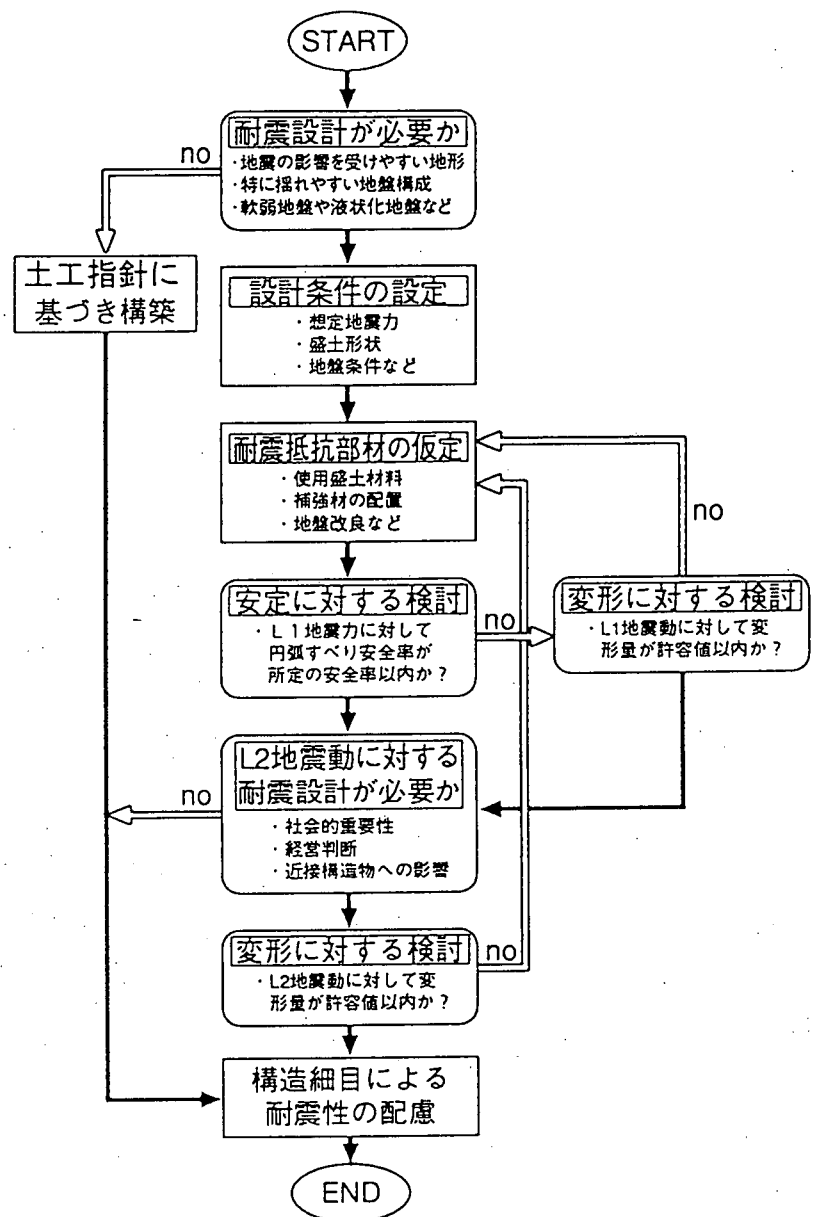 START
耐震設計が必要か
・地震の影響を受けやすい地形
・特に揺れやすい地盤構成
・軟弱地盤や液状化地盤など
no
土工指針に
基づき構築
設計条件の設定
・想定地震力
・盛土形状
・地盤条件など
耐震抵抗部材の仮定
・使用盛土材料
・補強材の配置
・地盤改良など
no
安定に対する検討
・L1地震力に対して
円弧すべり安全率が
所定の安全率以内か?
no
変形に対する検討
・L1地震動に対して変
形量が許容値以内か?
L2地震動に対する
耐震設計が必要か
・社会的重要性
・経営判断
・近接構造物への影響
no
変形に対する検討
・L2地震動に対して変
形量が許容値以内か?
no
構造細目による
耐震性の配慮
END